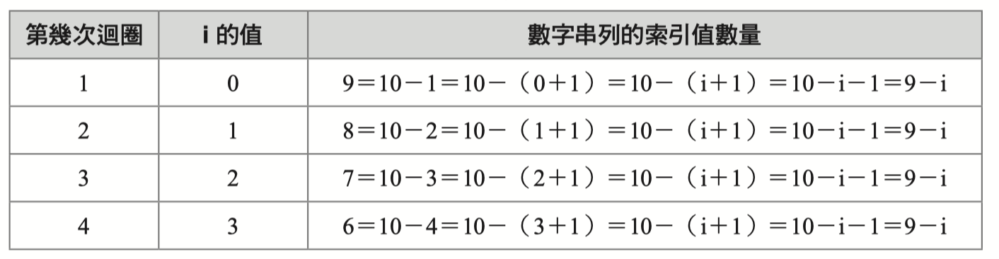 第幾次迴圈 i 的值 數字串列的索引值數量
1 0 9＝10－1＝10－（0＋1）＝10－（i＋1）＝10－i－1＝9－i
2 1 8＝10－2＝10－（1＋1）＝10－（i＋1）＝10－i－1＝9－i
3 2 7＝10－3＝10－（2＋1）＝10－（i＋1）＝10－i－1＝9－i
4 3 6＝10－4＝10－（3＋1）＝10－（i＋1）＝10－i－1＝9－i